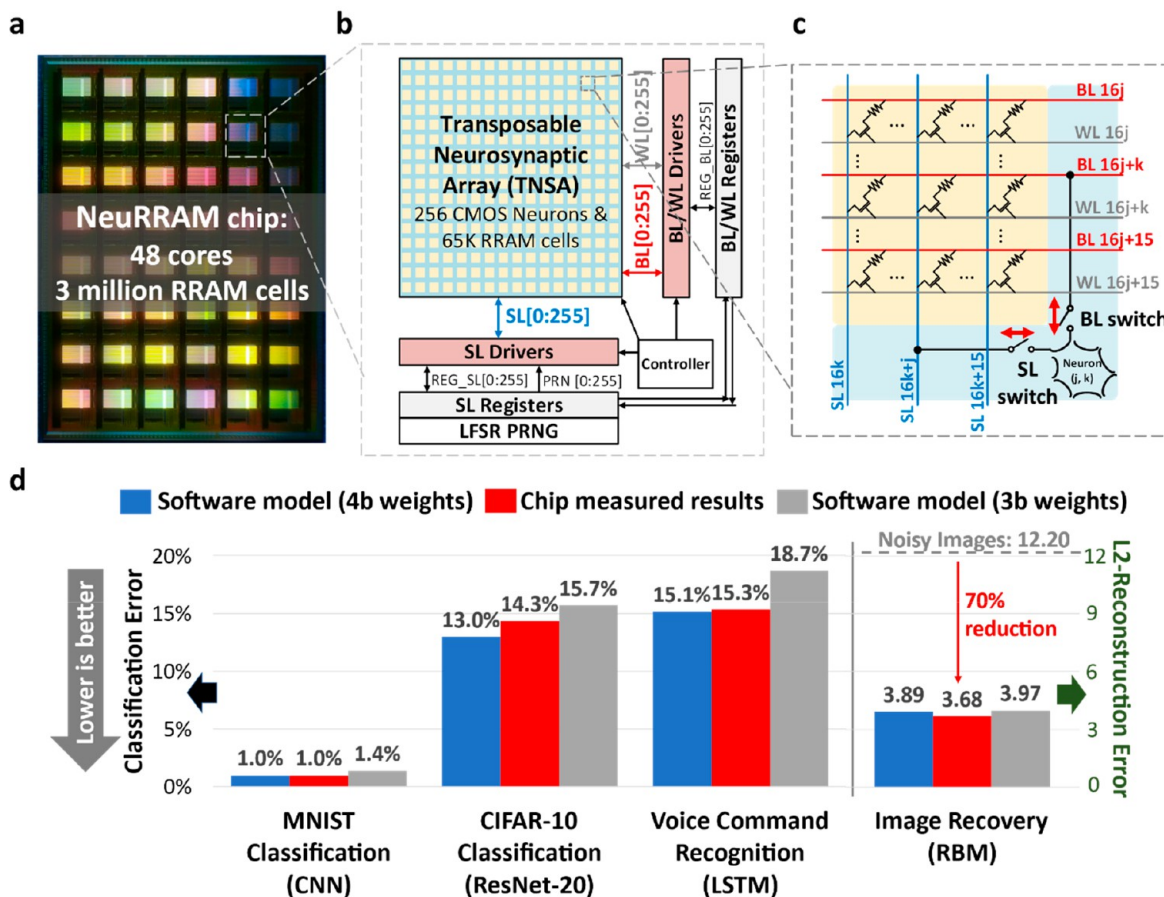 a
NeuRRAM chip:
48 cores
3 million RRAM cells
b
Transposable
Neurosynaptic
Array (TNSA)
256 CMOS Neurons &
65K RRAM cells
WL[0:255]
BL[0:255]
BL/WL Drivers
REG_BL[0:255]
BL/WL Registers
SL[0:255]
SL Drivers
Controller
REG_SL[0:255]
PRN [0:255]
SL Registers
LFSR PRNG
c
BL 16j
WL 16j
BL 16j+k
WL 16j+k
BL 16j+15
WL 16j+15
BL switch
SL
switch
Neuron
(j, k)
SL 16k
SL 16k+j
SL 16k+15
d
Software model (4b weights)
Chip measured results
Software model (3b weights)
Lower is better
Classification Error
20%
15%
10%
5%
0%
1.0%
1.0%
1.4%
13.0%
14.3%
15.7%
15.1%
15.3%
18.7%
Noisy Images: 12.20
70%
reduction
3.89
3.68
3.97
12
9
6
3
0
L2-Reconstruction Error
MNIST
Classification
(CNN)
CIFAR-10
Classification
(ResNet-20)
Voice Command
Recognition
(LSTM)
Image Recovery
(RBM)